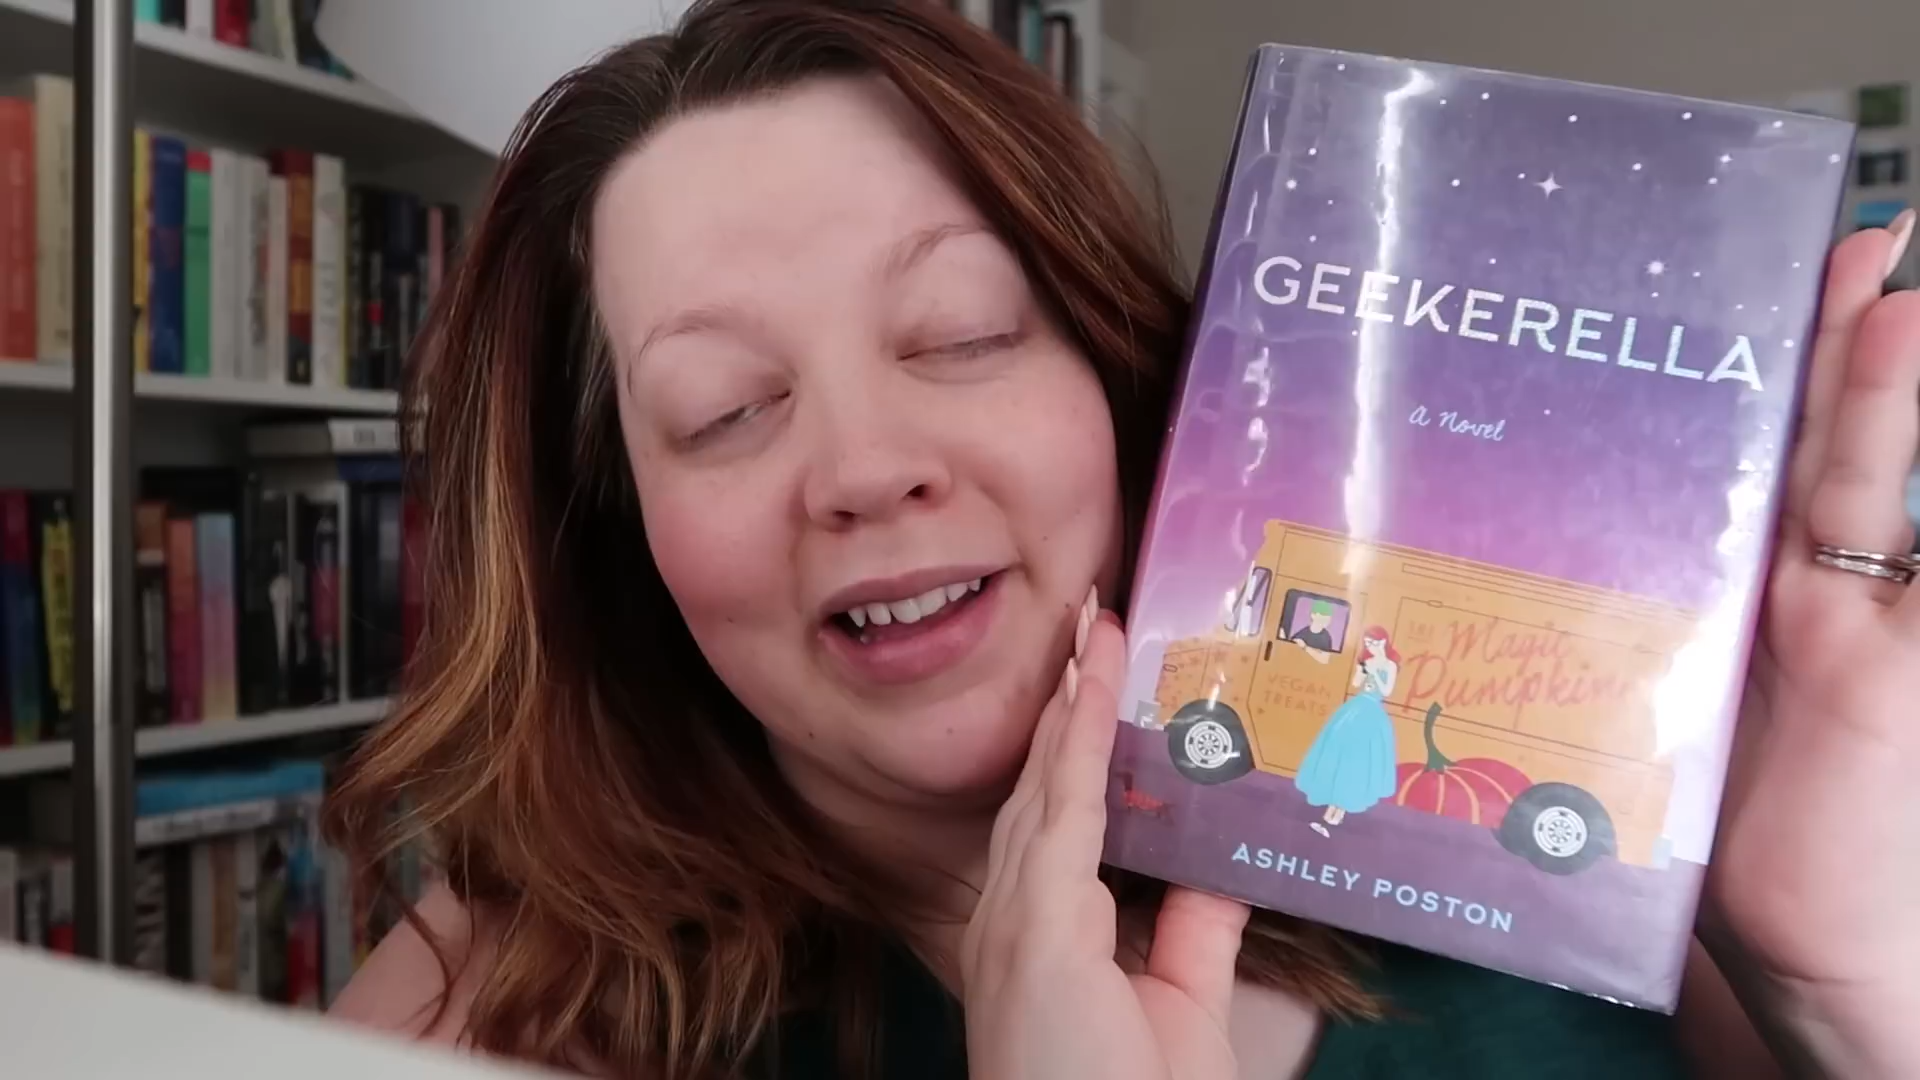 GEEKERELLA
a novel
THE
Magic
Pumpkin
VEGAN
TREATS
ASHLEY POSTON